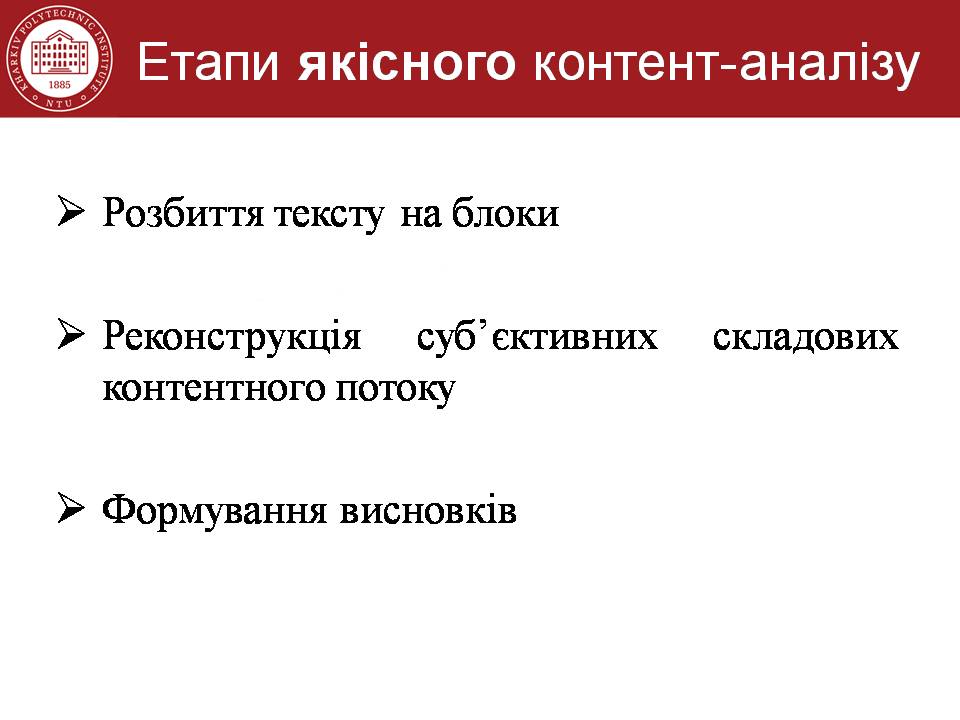 KHARKIV POLYTECHNIC INSTITUTE
1885
NTU
Етапи якісного контент-аналізу
Розбиття тексту на блоки
Реконструкція суб’єктивних складових
контентного потоку
Формування висновків